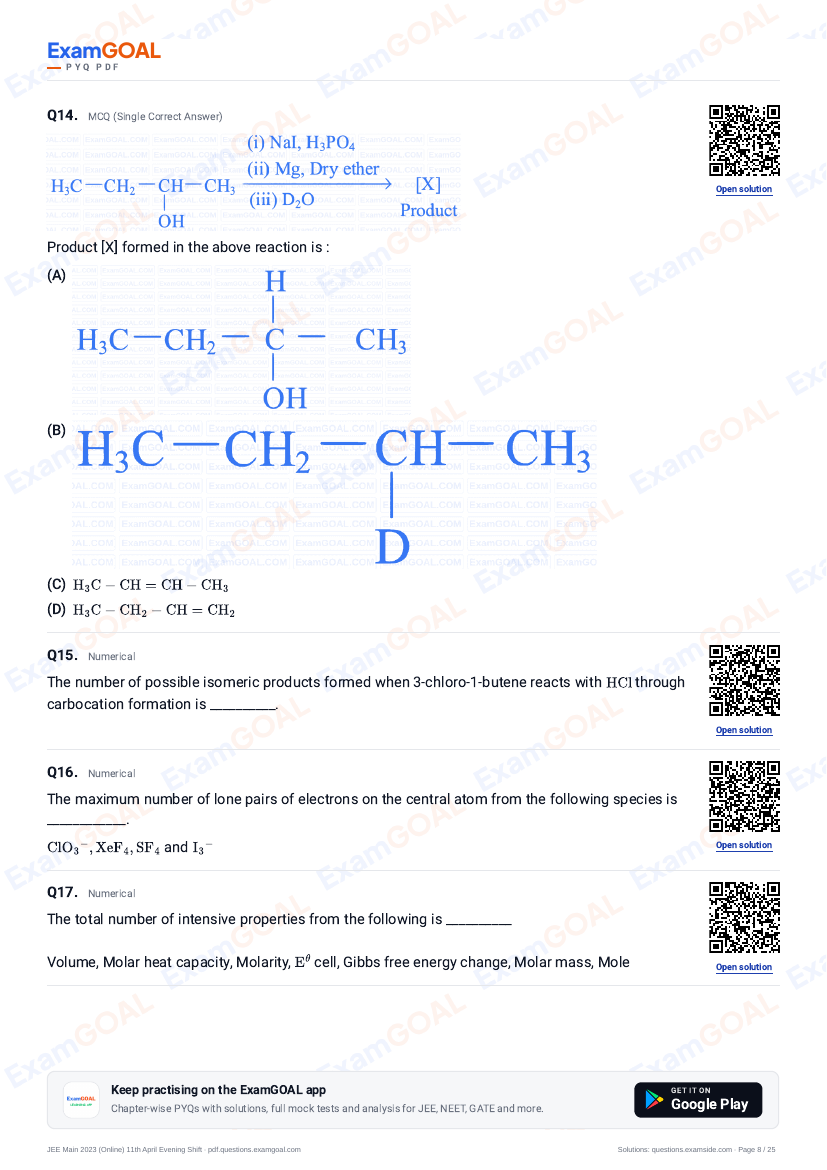 ExamGOAL
PYQ PDF
Q14. MCQ (Single Correct Answer)
(i) NaI, H₃PO₄
(ii) Mg, Dry ether
H₃C—CH₂—CH—CH₃ (iii) D₂O [X]
OH Product
Product [X] formed in the above reaction is :
(A)
H
H₃C—CH₂—C—CH₃
OH
(B) H₃C—CH₂—CH—CH₃
D
(C) H₃C − CH = CH − CH₃
(D) H₃C − CH₂ − CH = CH₂
Open solution
Q15. Numerical
The number of possible isomeric products formed when 3-chloro-1-butene reacts with HCl through
carbocation formation is __________.
Open solution
Q16. Numerical
The maximum number of lone pairs of electrons on the central atom from the following species is
____________.
ClO₃⁻, XeF₄, SF₄ and I₃⁻
Open solution
Q17. Numerical
The total number of intensive properties from the following is __________
Volume, Molar heat capacity, Molarity, E^θ cell, Gibbs free energy change, Molar mass, Mole
Open solution
ExamGOAL
Keep practising on the ExamGOAL app
Chapter-wise PYQs with solutions, full mock tests and analysis for JEE, NEET, GATE and more.
GET IT ON
Google Play
JEE Main 2023 (Online) 11th April Evening Shift · pdf.questions.examgoal.com
Solutions: questions.examside.com · Page 8 / 25